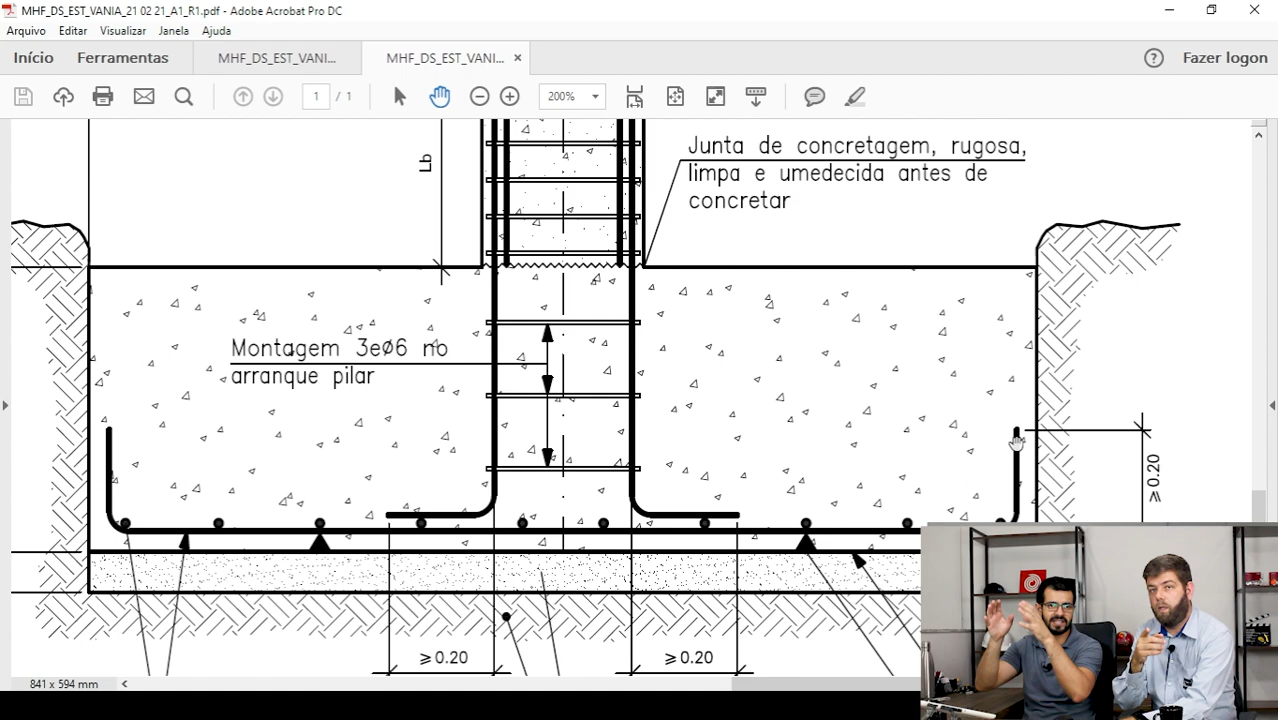 MHF_DS_EST_VANIA_21 02 21_A1_R1.pdf - Adobe Acrobat Pro DC
Arquivo Editar Visualizar Janela Ajuda
Início Ferramentas MHF_DS_EST_VANI... MHF_DS_EST_VANI... × Fazer logon
1 / 1 200%
Lb
Junta de concretagem, rugosa,
limpa e umedecida antes de
concretar
Montagem 3eø6 no
arranque pilar
⩾0.20
⩾0.20
⩾0.20
841 x 594 mm